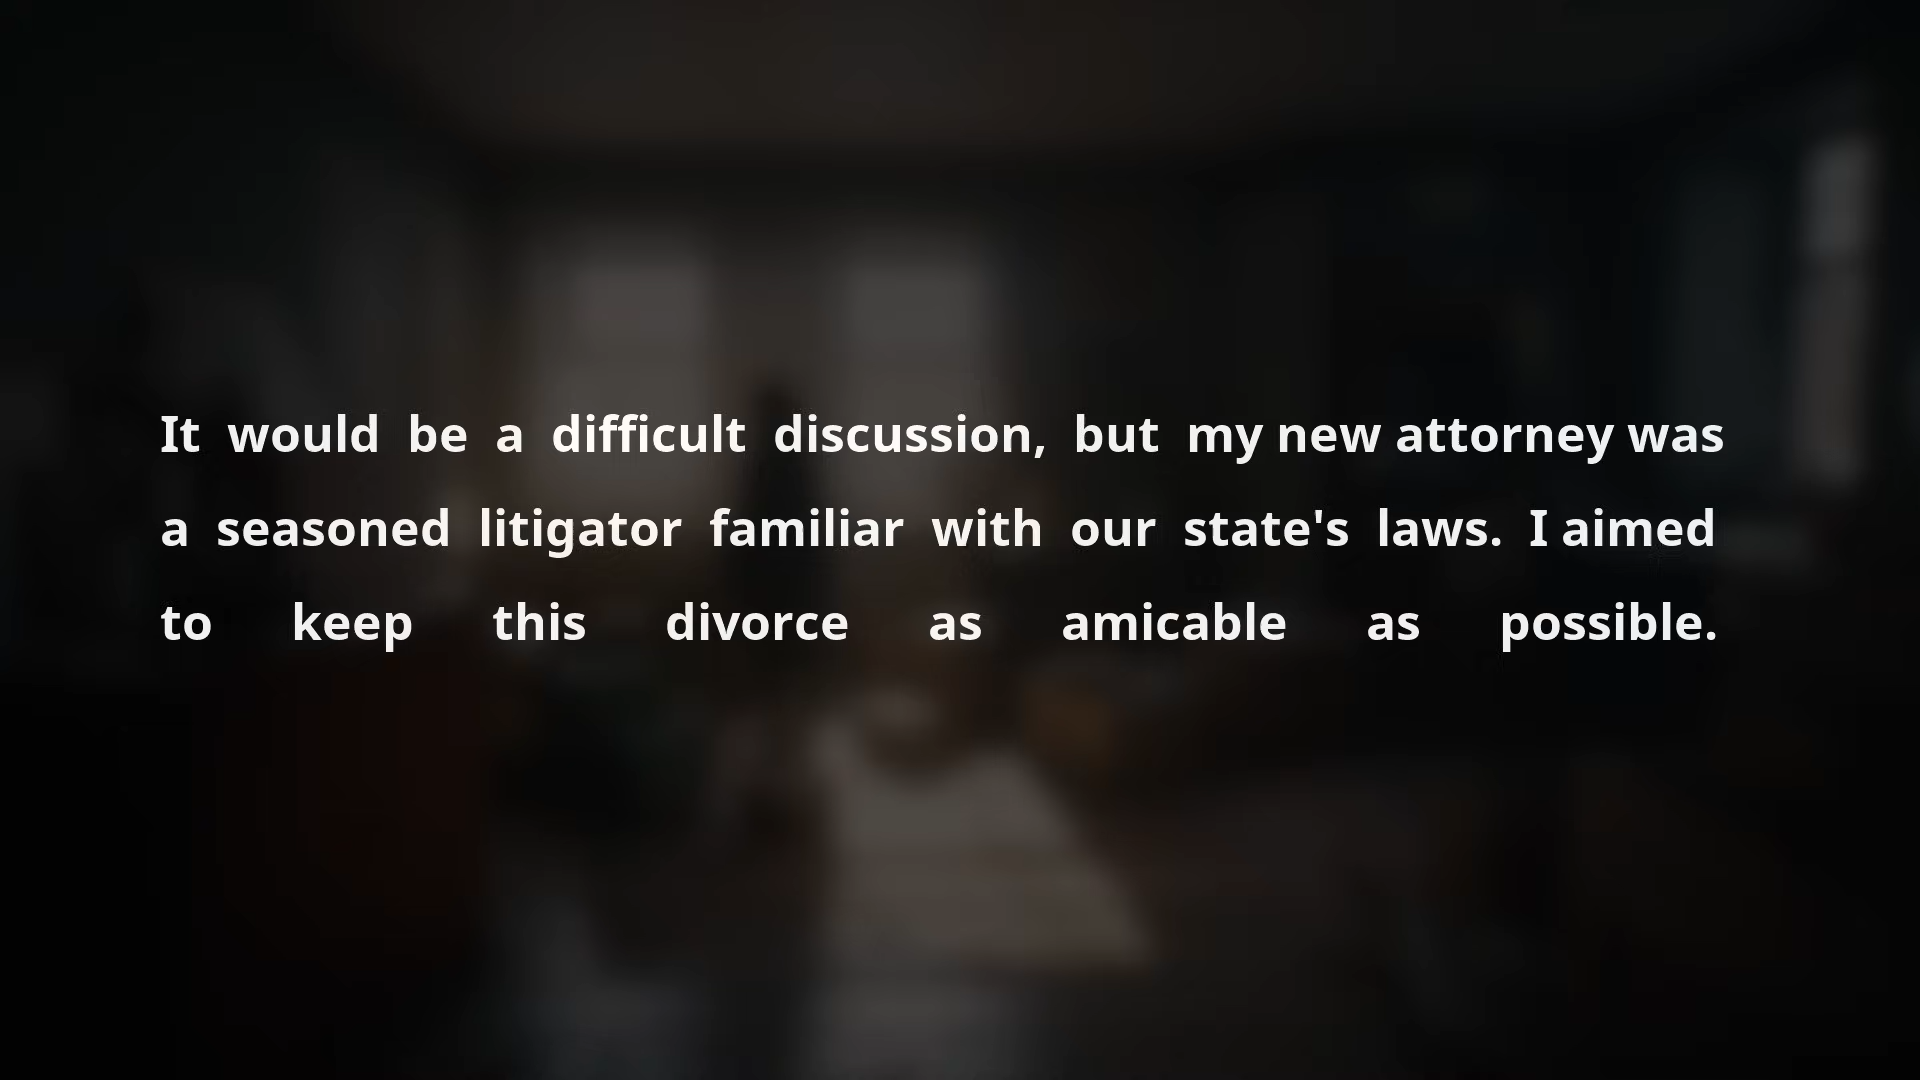 It would be a difficult discussion, but my new attorney was
a seasoned litigator familiar with our state's laws. I aimed
to keep this divorce as amicable as possible.